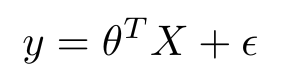 y = θ^T X + ϵ